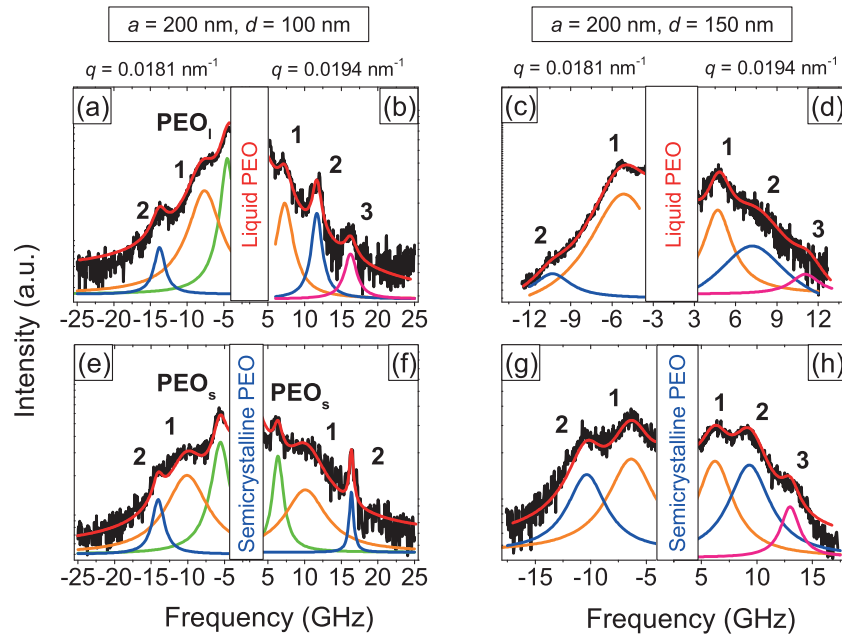 a = 200 nm, d = 100 nm
a = 200 nm, d = 150 nm
q = 0.0181 nm⁻¹
q = 0.0194 nm⁻¹
q = 0.0181 nm⁻¹
q = 0.0194 nm⁻¹
(a)
PEOₗ
1
2
Liquid PEO
(b)
1
2
3
-25 -20 -15 -10 -5
5 10 15 20 25
(c)
1
2
Liquid PEO
(d)
1
2
3
-12 -9 -6 -3
3 6 9 12
Intensity (a.u.)
(e)
PEOₛ
1
2
Semicrystalline PEO
(f)
PEOₛ
1
2
-25 -20 -15 -10 -5
5 10 15 20 25
(g)
1
2
Semicrystalline PEO
(h)
1
2
3
-15 -10 -5
5 10 15
Frequency (GHz)
Frequency (GHz)